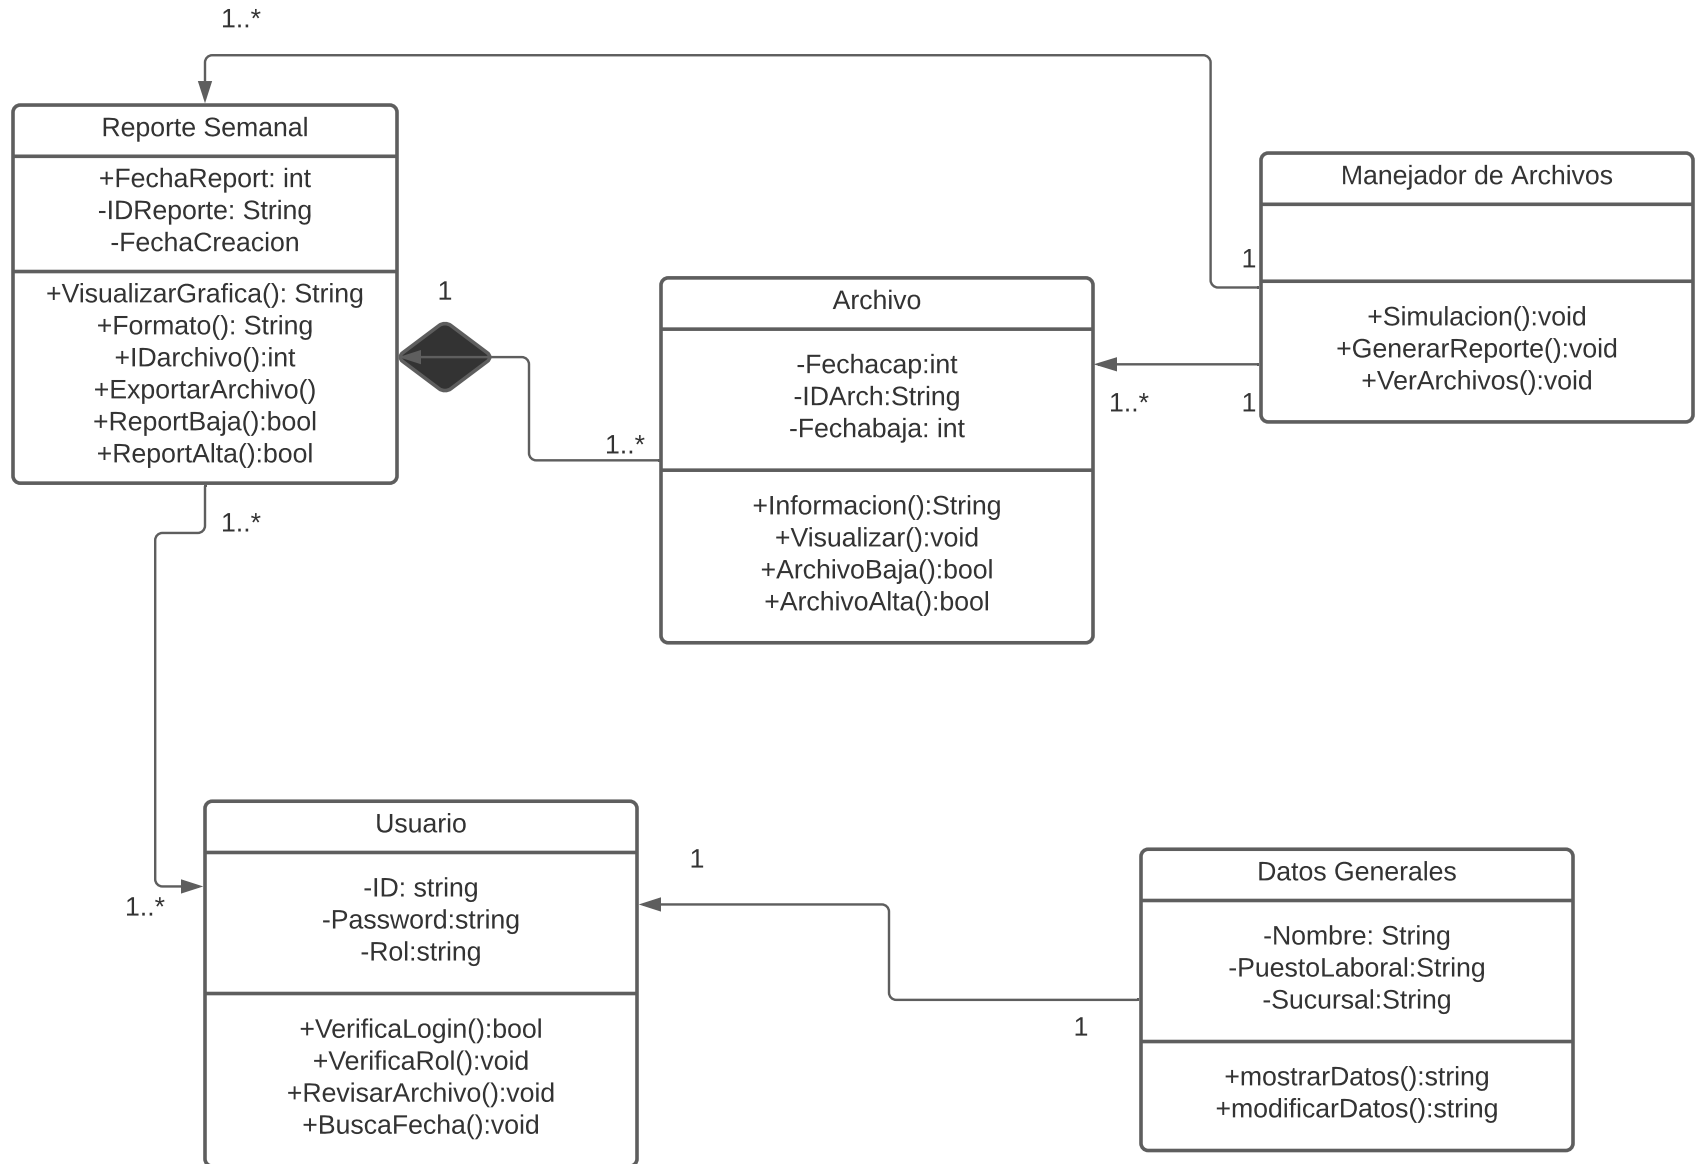 1..*
Reporte Semanal
+FechaReport: int
-IDReporte: String
-FechaCreacion
+VisualizarGrafica(): String
+Formato(): String
+IDarchivo():int
+ExportarArchivo()
+ReportBaja():bool
+ReportAlta():bool
1
1..*
Archivo
-Fechacap:int
-IDArch:String
-Fechabaja: int
+Informacion():String
+Visualizar():void
+ArchivoBaja():bool
+ArchivoAlta():bool
1..*
1
1
Manejador de Archivos
+Simulacion():void
+GenerarReporte():void
+VerArchivos():void
1..*
1..*
Usuario
-ID: string
-Password:string
-Rol:string
+VerificaLogin():bool
+VerificaRol():void
+RevisarArchivo():void
+BuscaFecha():void
1
1
Datos Generales
-Nombre: String
-PuestoLaboral:String
-Sucursal:String
+mostrarDatos():string
+modificarDatos():string